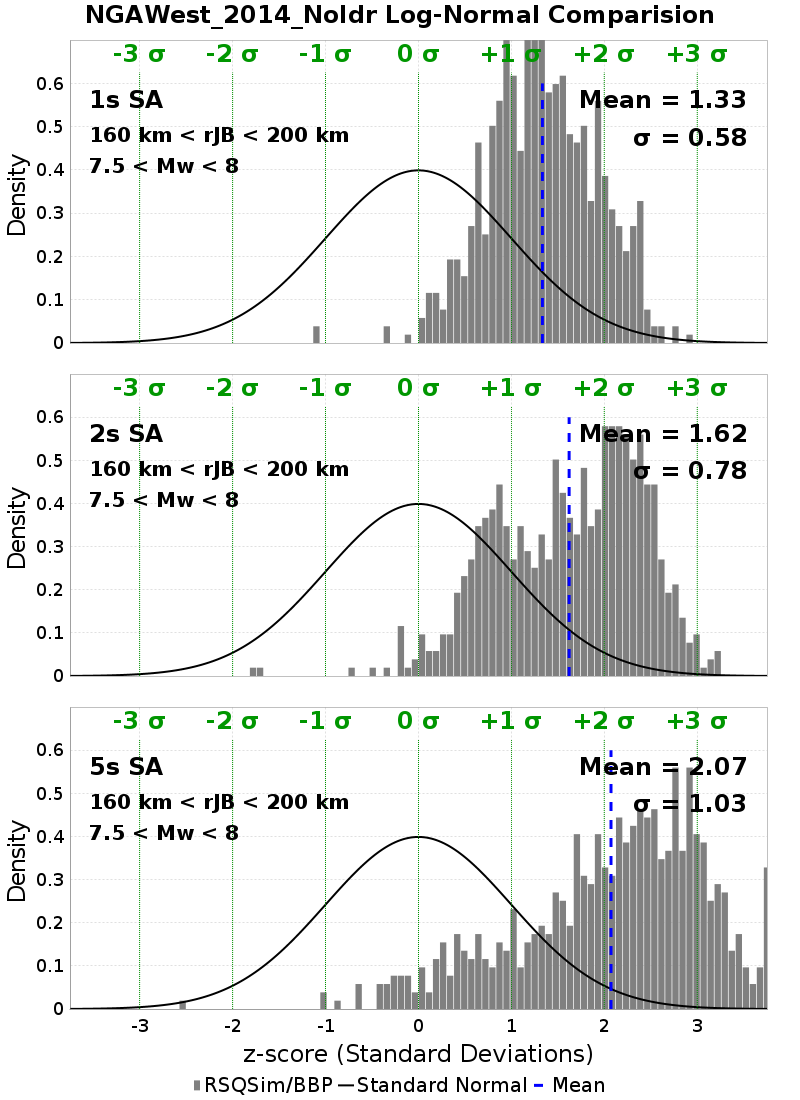 NGAWest_2014_NoIdr Log-Normal Comparision
-3 σ -2 σ -1 σ 0 σ +1 σ +2 σ +3 σ
0.6
0.5
0.4
0.3
0.2
0.1
0
Density
1s SA
160 km < rJB < 200 km
7.5 < Mw < 8
Mean = 1.33
σ = 0.58
-3 σ -2 σ -1 σ 0 σ +1 σ +2 σ +3 σ
0.6
0.5
0.4
0.3
0.2
0.1
0
Density
2s SA
160 km < rJB < 200 km
7.5 < Mw < 8
Mean = 1.62
σ = 0.78
-3 σ -2 σ -1 σ 0 σ +1 σ +2 σ +3 σ
0.6
0.5
0.4
0.3
0.2
0.1
0
Density
5s SA
160 km < rJB < 200 km
7.5 < Mw < 8
Mean = 2.07
σ = 1.03
-3 -2 -1 0 1 2 3
z-score (Standard Deviations)
RSQSim/BBP Standard Normal Mean